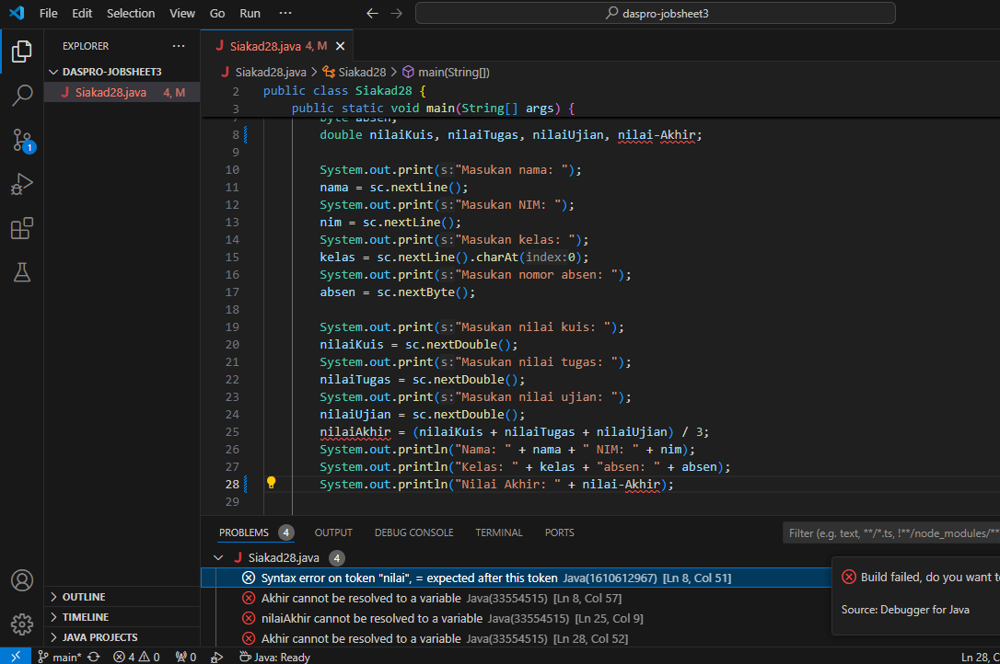 File Edit Selection View Go Run ··· ← → daspro-jobsheet3
EXPLORER ···
DASPRO-JOBSHEET3
J Siakad28.java 4, M
1
OUTLINE
TIMELINE
JAVA PROJECTS
J Siakad28.java 4, M ×
J Siakad28.java > Siakad28 > main(String[])
2 public class Siakad28 {
3 public static void main(String[] args) {
7 byte absen;
8 double nilaiKuis, nilaiTugas, nilaiUjian, nilai-Akhir;
9
10 System.out.print(s:"Masukan nama: ");
11 nama = sc.nextLine();
12 System.out.print(s:"Masukan NIM: ");
13 nim = sc.nextLine();
14 System.out.print(s:"Masukan kelas: ");
15 kelas = sc.nextLine().charAt(index:0);
16 System.out.print(s:"Masukan nomor absen: ");
17 absen = sc.nextByte();
18
19 System.out.print(s:"Masukan nilai kuis: ");
20 nilaiKuis = sc.nextDouble();
21 System.out.print(s:"Masukan nilai tugas: ");
22 nilaiTugas = sc.nextDouble();
23 System.out.print(s:"Masukan nilai ujian: ");
24 nilaiUjian = sc.nextDouble();
25 nilaiAkhir = (nilaiKuis + nilaiTugas + nilaiUjian) / 3;
26 System.out.println("Nama: " + nama + " NIM: " + nim);
27 System.out.println("Kelas: " + kelas + "absen: " + absen);
28 System.out.println("Nilai Akhir: " + nilai-Akhir);
29
PROBLEMS 4 OUTPUT DEBUG CONSOLE TERMINAL PORTS Filter (e.g. text, **/*.ts, !**/node_modules/**
J Siakad28.java 4
Syntax error on token "nilai", = expected after this token Java(1610612967) [Ln 8, Col 51]
Akhir cannot be resolved to a variable Java(33554515) [Ln 8, Col 57]
nilaiAkhir cannot be resolved to a variable Java(33554515) [Ln 25, Col 9]
Akhir cannot be resolved to a variable Java(33554515) [Ln 28, Col 52]
Build failed, do you want to
Source: Debugger for Java
main* 4 0 0 Java: Ready Ln 28, C